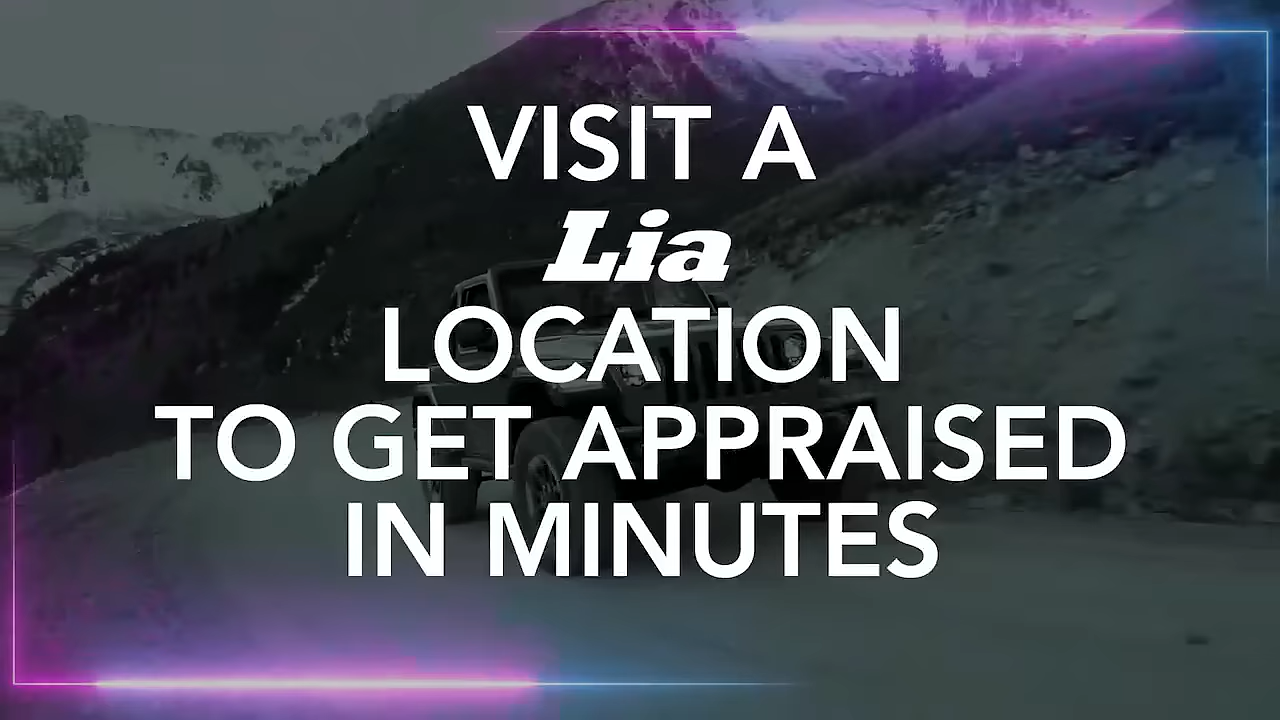 VISIT A
Lia
LOCATION
TO GET APPRAISED
IN MINUTES